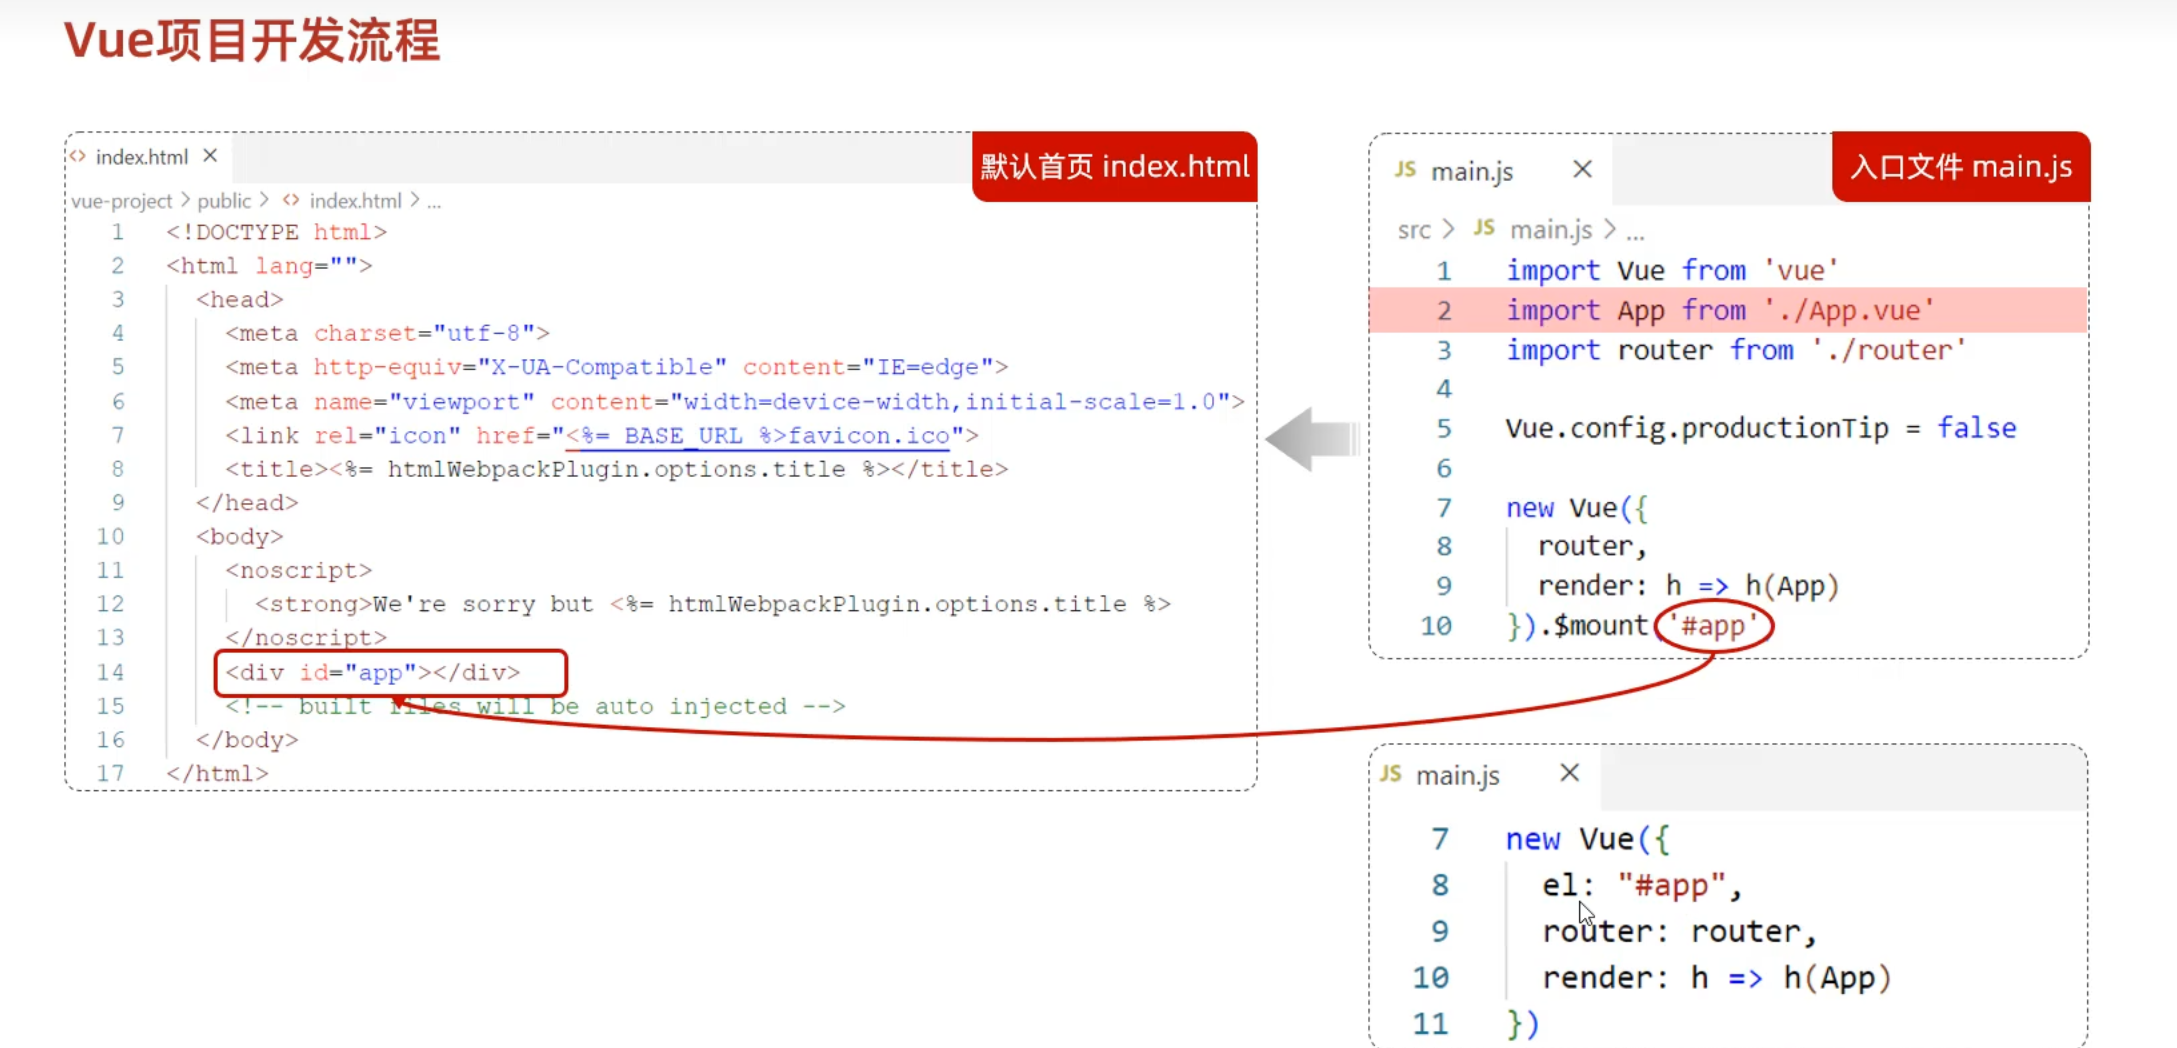 Vue项目开发流程
index.html
默认首页 index.html
vue-project > public > <> index.html > ...
1 <!DOCTYPE html>
2 <html lang="">
3 <head>
4 <meta charset="utf-8">
5 <meta http-equiv="X-UA-Compatible" content="IE=edge">
6 <meta name="viewport" content="width=device-width,initial-scale=1.0">
7 <link rel="icon" href="<%= BASE_URL %>favicon.ico">
8 <title><%= htmlWebpackPlugin.options.title %></title>
9 </head>
10 <body>
11 <noscript>
12 <strong>We're sorry but <%= htmlWebpackPlugin.options.title %>
13 </noscript>
14 <div id="app"></div>
15 <!-- built files will be auto injected -->
16 </body>
17 </html>
JS main.js
入口文件 main.js
src > JS main.js > ...
1 import Vue from 'vue'
2 import App from './App.vue'
3 import router from './router'
4
5 Vue.config.productionTip = false
6
7 new Vue({
8 router,
9 render: h => h(App)
10 }).$mount('#app')
JS main.js
7 new Vue({
8 el: "#app",
9 router: router,
10 render: h => h(App)
11 })